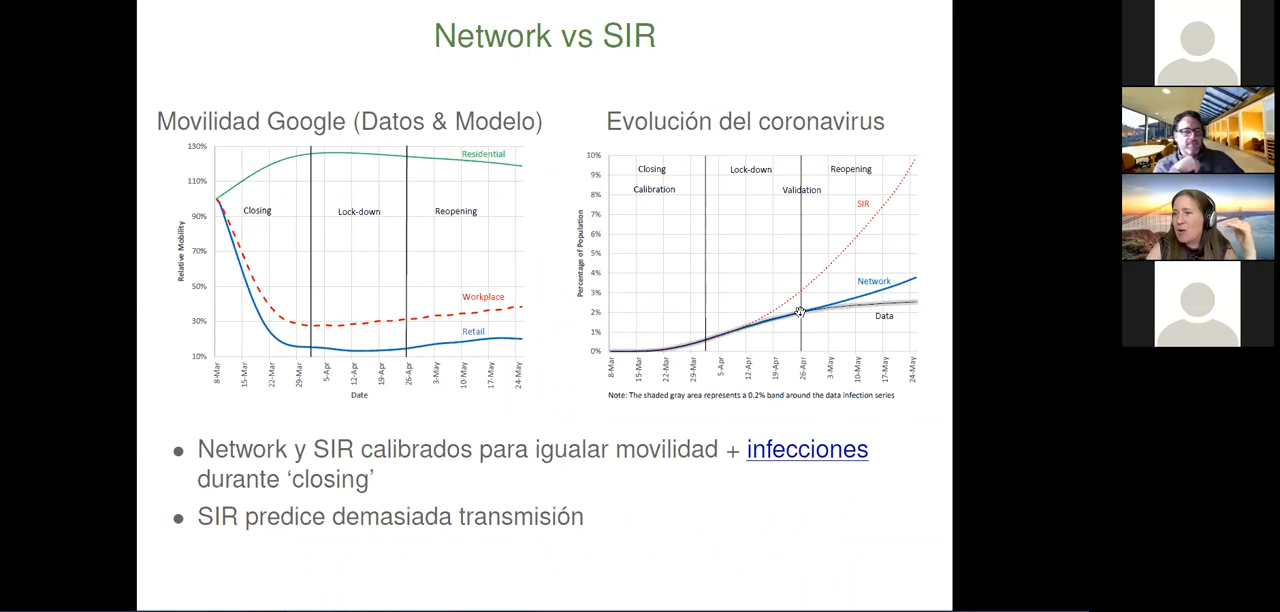 Network vs SIR
Movilidad Google (Datos & Modelo)
130%
110%
90%
70%
50%
30%
10%
Relative Mobility
Residential
Closing
Lock-down
Reopening
Workplace
Retail
8-Mar
15-Mar
22-Mar
29-Mar
5-Apr
12-Apr
19-Apr
26-Apr
3-May
10-May
17-May
24-May
Date
Evolución del coronavirus
10%
9%
8%
7%
6%
5%
4%
3%
2%
1%
0%
Percentage of Population
Closing
Lock-down
Reopening
Calibration
Validation
SIR
Network
Data
8-Mar
15-Mar
22-Mar
29-Mar
5-Apr
12-Apr
19-Apr
26-Apr
3-May
10-May
17-May
24-May
Note: The shaded gray area represents a 0.2% band around the data infection series
• Network y SIR calibrados para igualar movilidad + infecciones
durante ‘closing’
• SIR predice demasiada transmisión